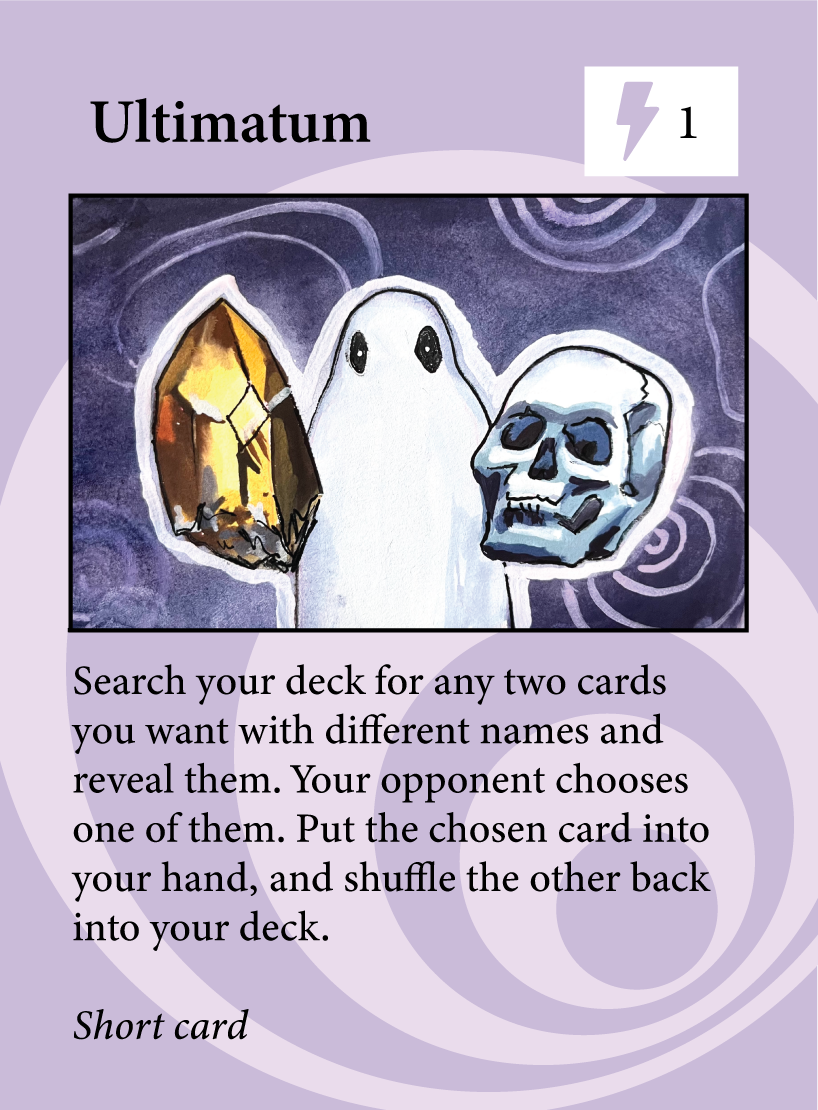 Ultimatum
1
Search your deck for any two cards
you want with different names and
reveal them. Your opponent chooses
one of them. Put the chosen card into
your hand, and shuffle the other back
into your deck.
Short card